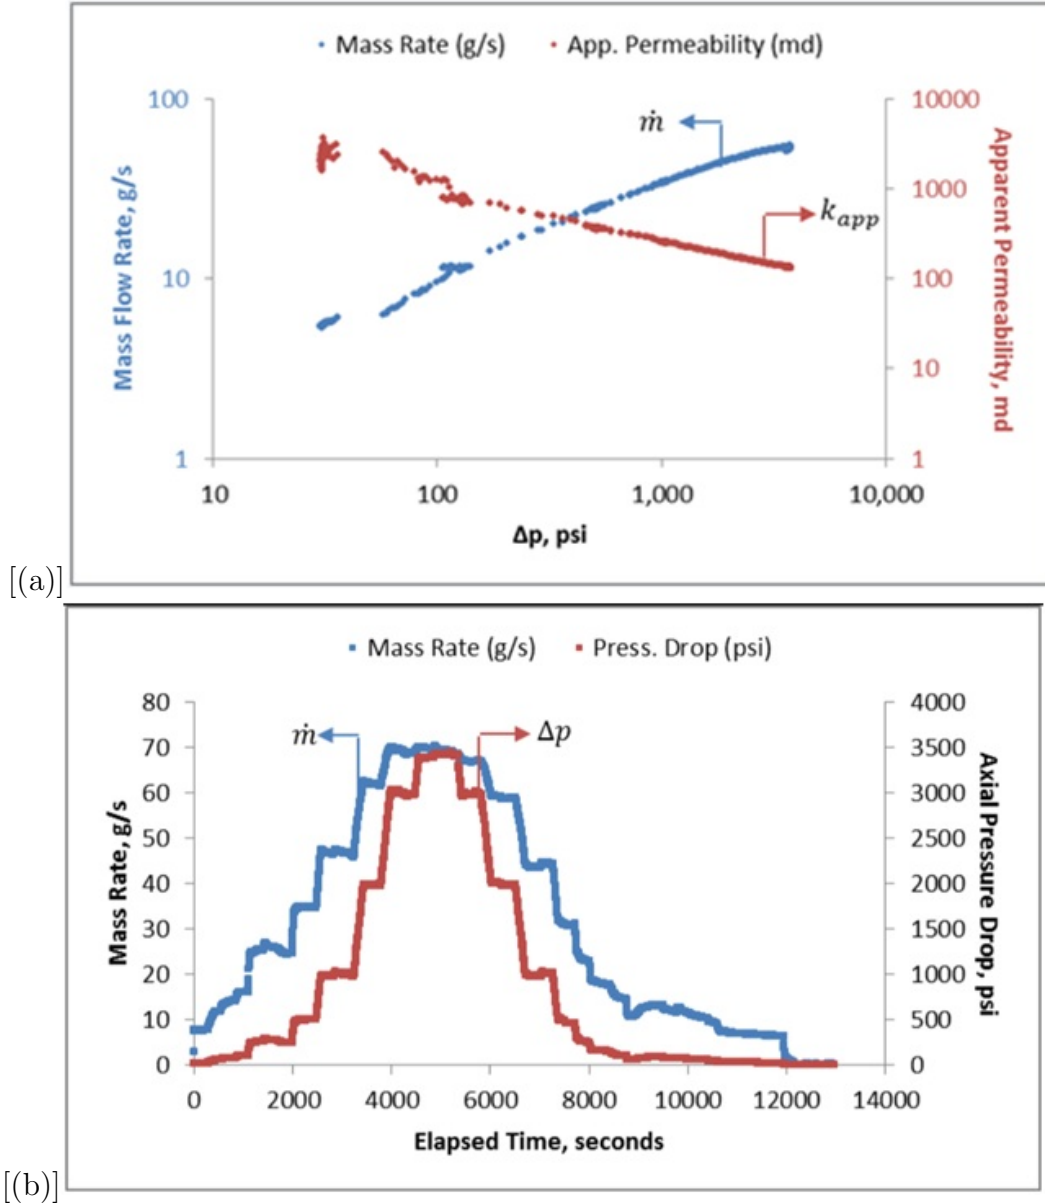 Mass Rate (g/s) App. Permeability (md)
100 10000
ṁ
1000
k_app
10 100
10
1 1
10 100 1,000 10,000
Δp, psi
Mass Flow Rate, g/s
Apparent Permeability, md
[(a)]
Mass Rate (g/s) Press. Drop (psi)
80 4000
ṁ Δp
70 3500
60 3000
50 2500
40 2000
30 1500
20 1000
10 500
0 0
0 2000 4000 6000 8000 10000 12000 14000
Elapsed Time, seconds
Mass Rate, g/s
Axial Pressure Drop, psi
[(b)]